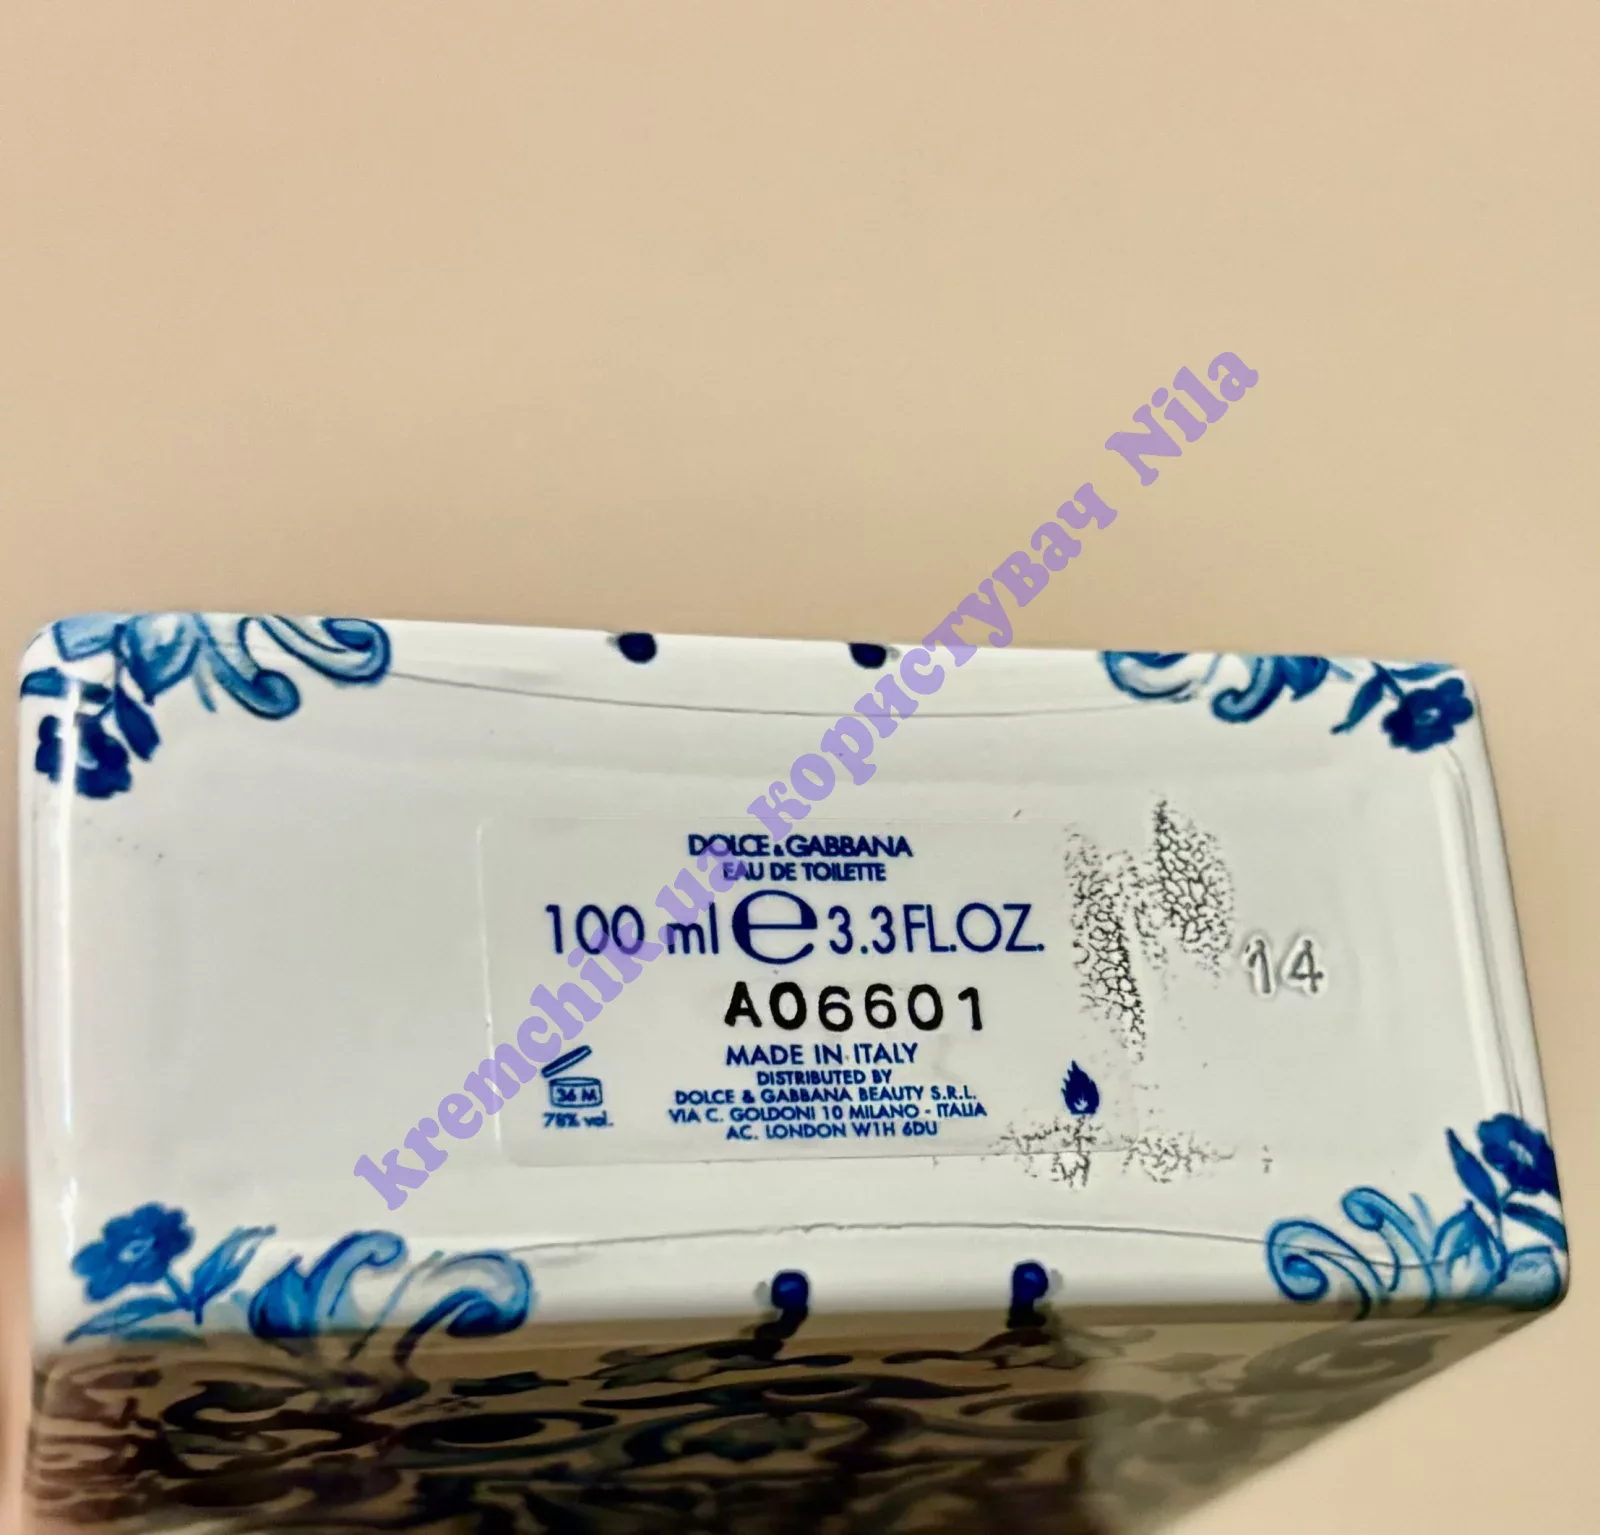 DOLCE&GABBANA
EAU DE TOILETTE
100 ml e 3.3 FL.OZ.
14
A06601
MADE IN ITALY
36 M
78% vol.
DISTRIBUTED BY
DOLCE & GABBANA BEAUTY S.R.L.
VIA C. GOLDONI 10 MILANO - ITALIA
AC. LONDON W1H 6DU
kremchik.ua користувач Nila